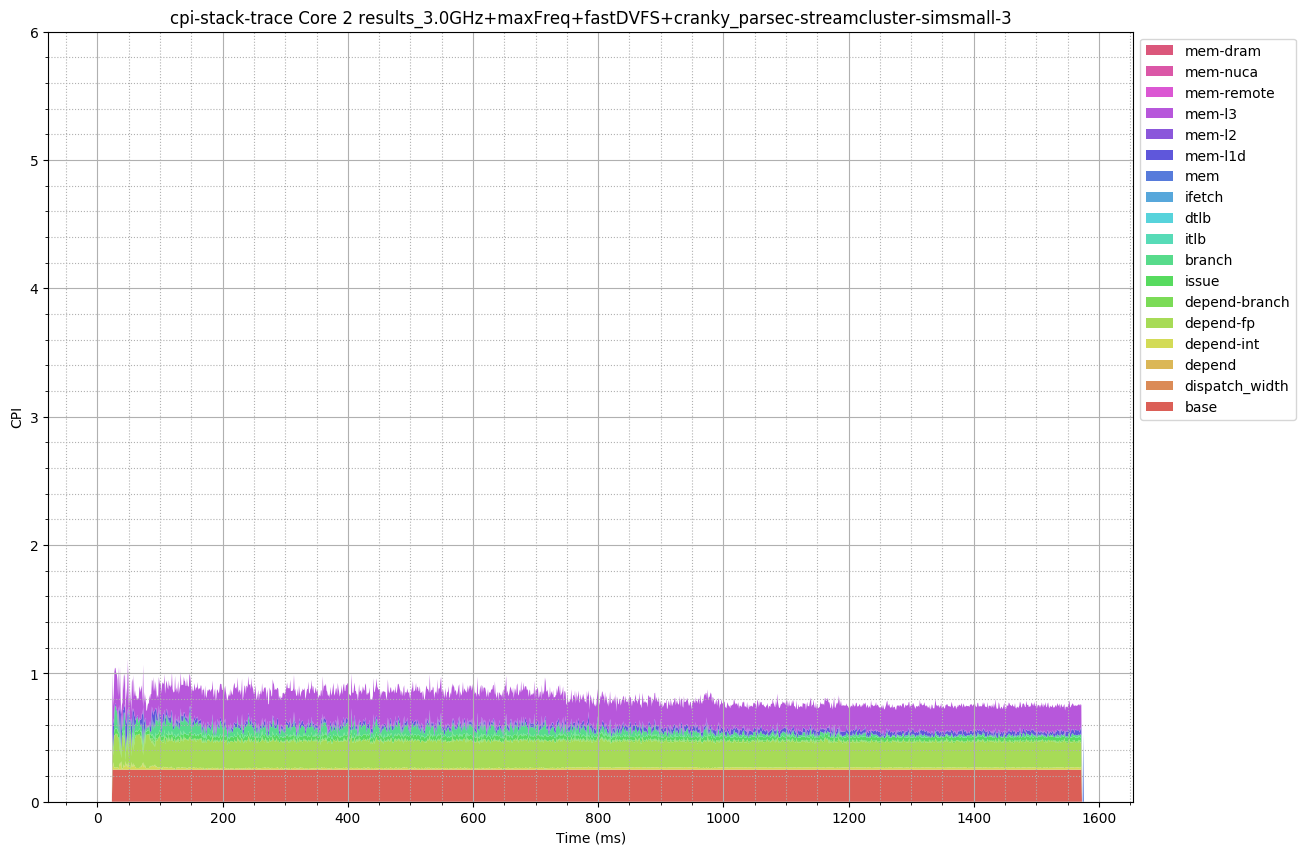 cpi-stack-trace Core 2 results_3.0GHz+maxFreq+fastDVFS+cranky_parsec-streamcluster-simsmall-3
6
5
4
3
2
1
0
CPI
0 200 400 600 800 1000 1200 1400 1600
Time (ms)
mem-dram
mem-nuca
mem-remote
mem-l3
mem-l2
mem-l1d
mem
ifetch
dtlb
itlb
branch
issue
depend-branch
depend-fp
depend-int
depend
dispatch_width
base